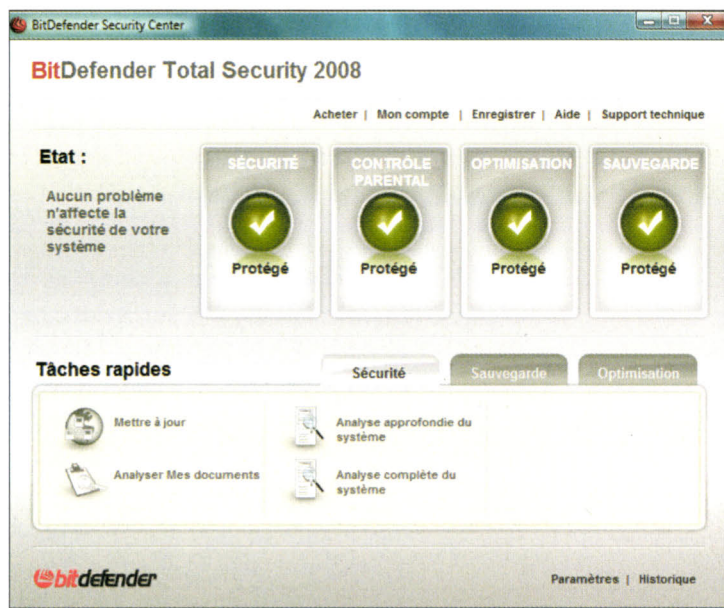 BitDefender Security Center
BitDefender Total Security 2008
Acheter | Mon compte | Enregistrer | Aide | Support technique
Etat :
Aucun problème
n'affecte la
sécurité de votre
système
SÉCURITÉ
Protégé
CONTRÔLE
PARENTAL
Protégé
OPTIMISATION
Protégé
SAUVEGARDE
Protégé
Tâches rapides
Sécurité
Sauvegarde
Optimisation
Mettre à jour
Analyser Mes documents
Analyse approfondie du
système
Analyse complète du
système
bitdefender
Paramètres | Historique